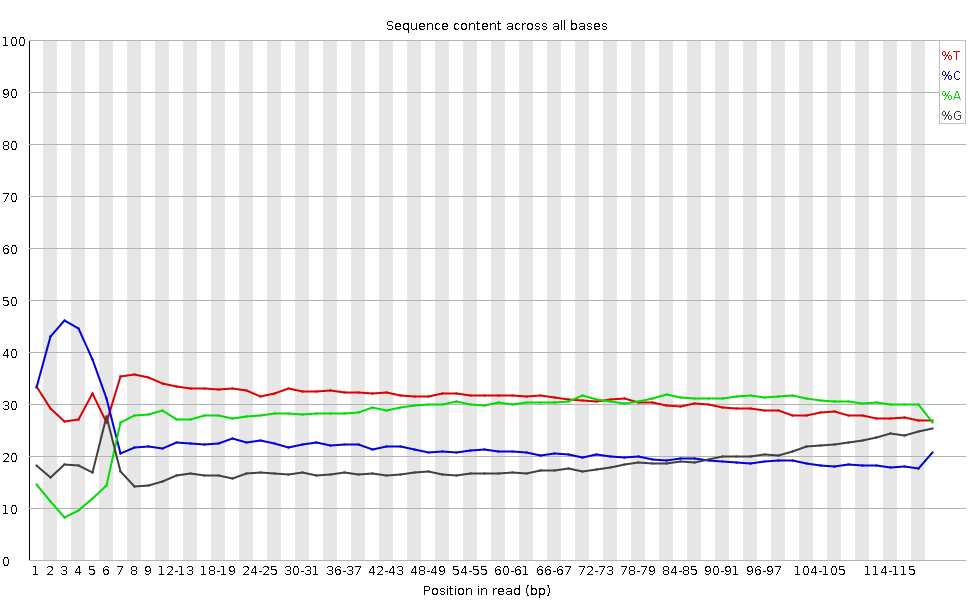 Sequence content across all bases
100
90
80
70
60
50
40
30
20
10
0
%T
%C
%A
%G
1 2 3 4 5 6 7 8 9 12-13 18-19 24-25 30-31 36-37 42-43 48-49 54-55 60-61 66-67 72-73 78-79 84-85 90-91 96-97 104-105 114-115
Position in read (bp)